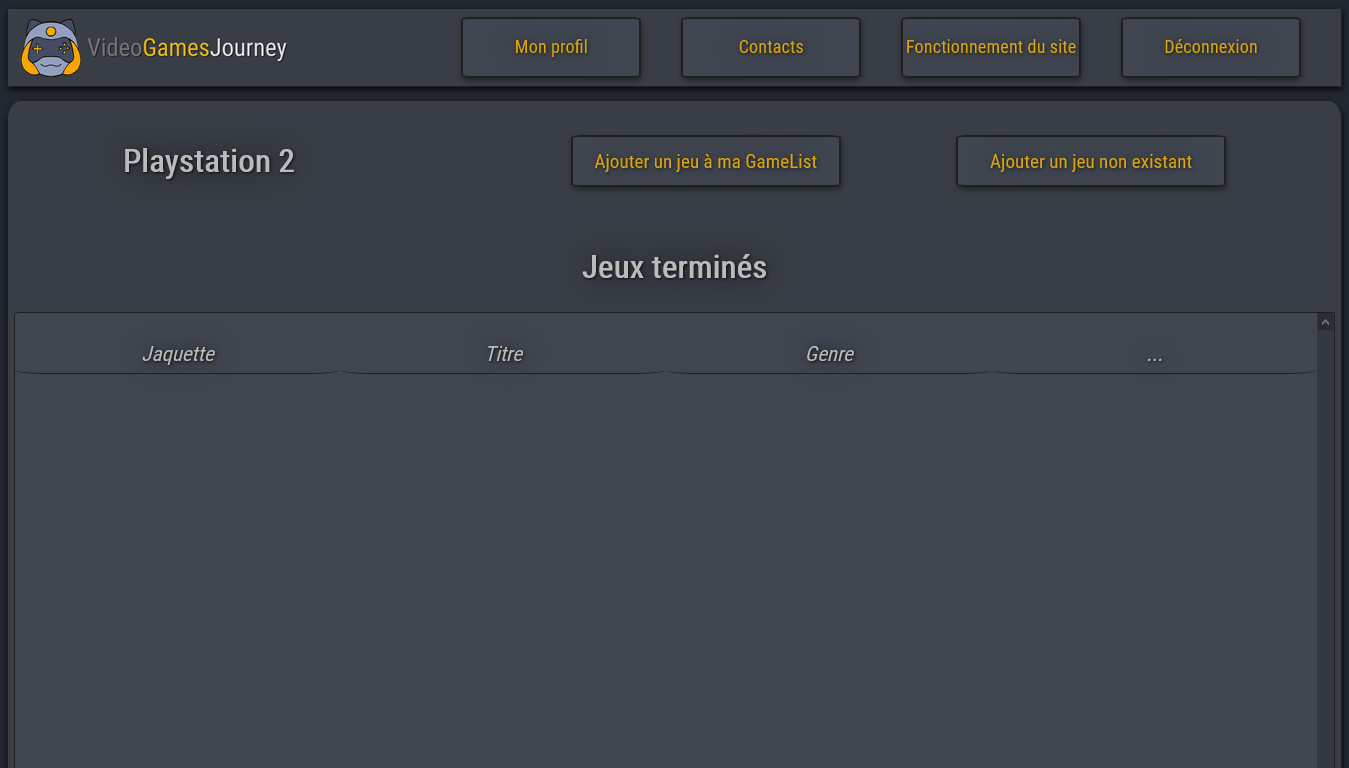 VideoGamesJourney
Mon profil
Contacts
Fonctionnement du site
Déconnexion
Playstation 2
Ajouter un jeu à ma GameList
Ajouter un jeu non existant
Jeux terminés
Jaquette
Titre
Genre
...